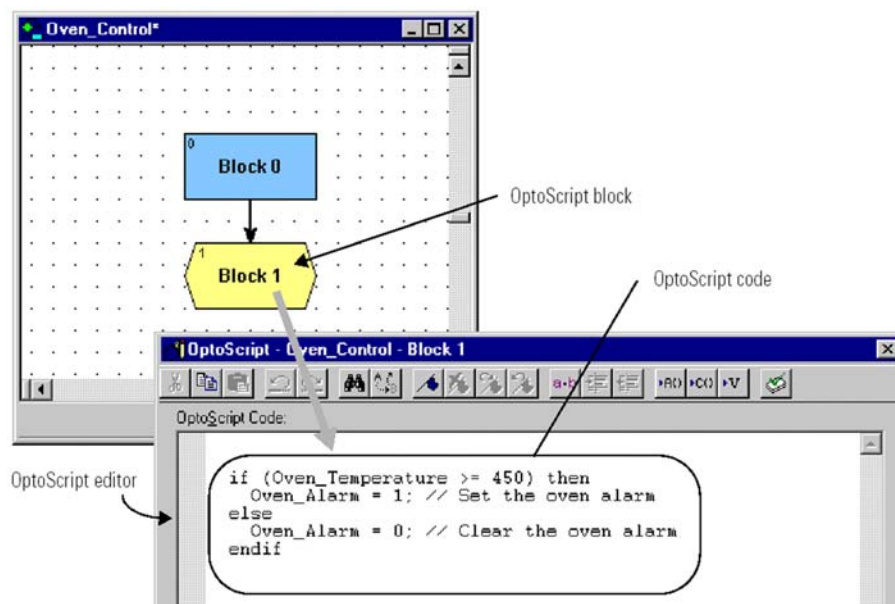 Oven_Control*
0
Block 0
OptoScript block
1
Block 1
OptoScript code
OptoScript - Oven_Control - Block 1
a•b
A()
C()
V
OptoScript Code:
OptoScript editor
if (Oven_Temperature >= 450) then
Oven_Alarm = 1; // Set the oven alarm
else
Oven_Alarm = 0; // Clear the oven alarm
endif